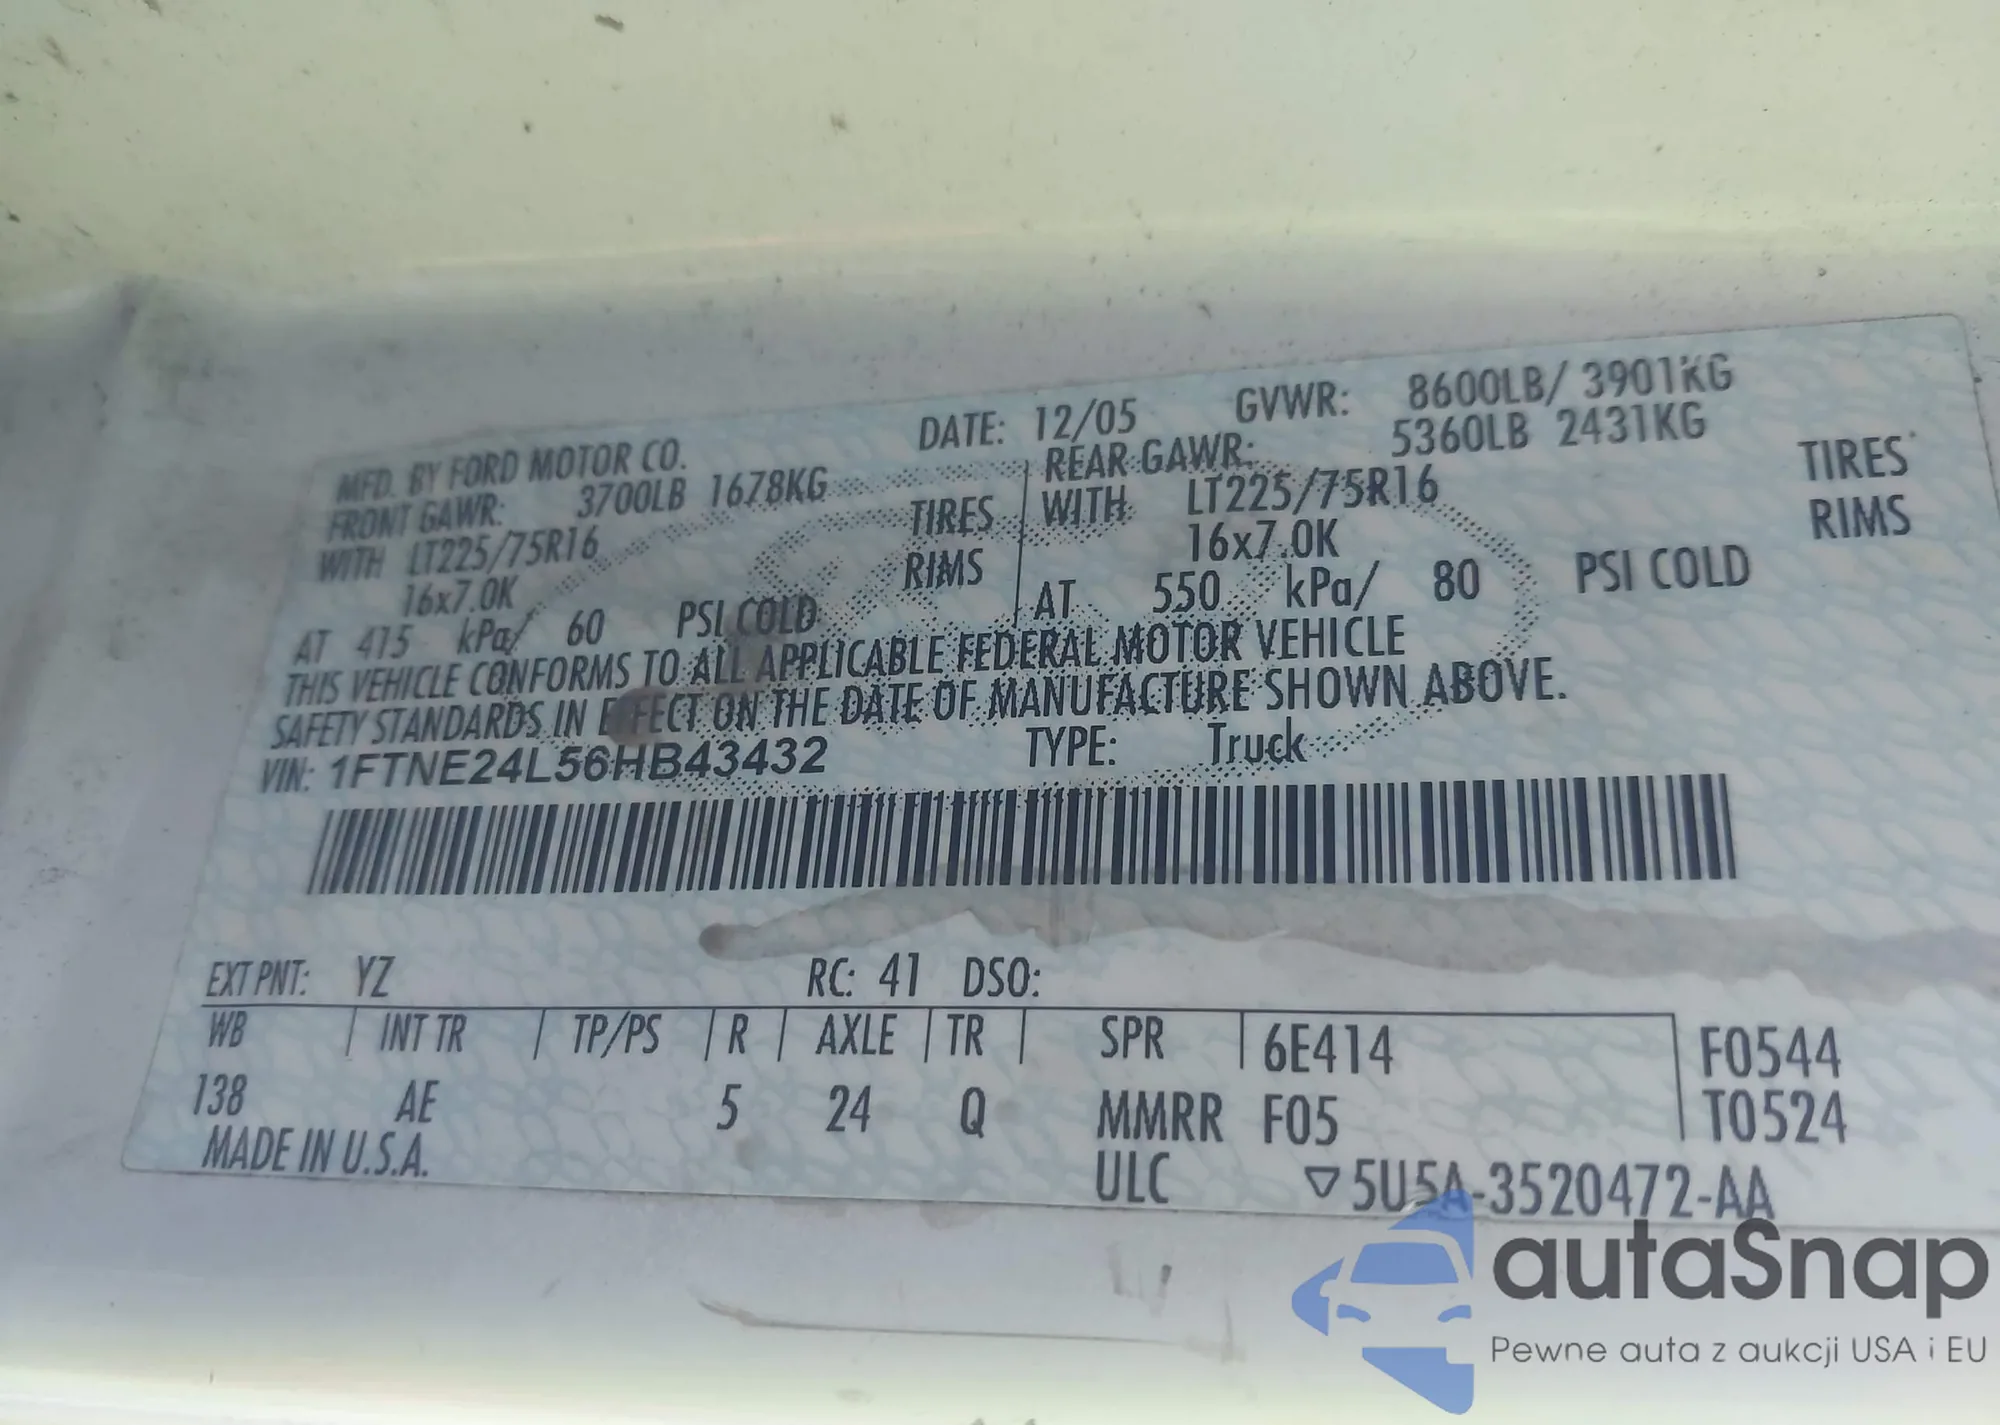 MFD. BY FORD MOTOR CO. DATE: 12/05 GVWR: 8600LB/ 3901KG
FRONT GAWR: 3700LB 1678KG REAR GAWR: 5360LB 2431KG
WITH LT225/75R16 TIRES WITH LT225/75R16 TIRES
16x7.0K RIMS 16x7.0K RIMS
AT 415 kPa/ 60 PSI COLD AT 550 kPa/ 80 PSI COLD
THIS VEHICLE CONFORMS TO ALL APPLICABLE FEDERAL MOTOR VEHICLE
SAFETY STANDARDS IN EFFECT ON THE DATE OF MANUFACTURE SHOWN ABOVE.
VIN: 1FTNE24L56HB43432 TYPE: Truck
EXT PNT: YZ RC: 41 DSO:
WB INT TR TP/PS R AXLE TR SPR 6E414 F0544
138 AE 5 24 Q MMRR F05 T0524
MADE IN U.S.A. ULC ▽5U5A-3520472-AA
autaSnap
Pewne auta z aukcji USA i EU